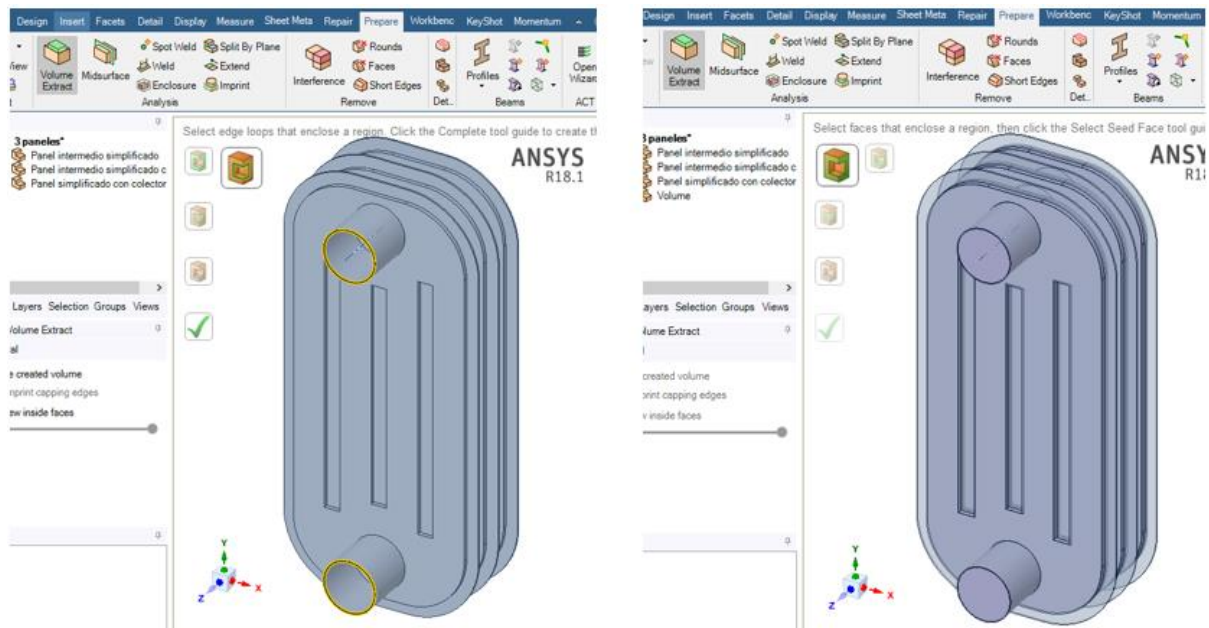 Design Insert Facets Detail Display Measure Sheet Meta Repair Prepare Workbenc KeyShot Momentum
Volume Extract
Midsurface
Spot Weld
Weld
Enclosure
Split By Plane
Extend
Imprint
Analysis
Interference
Rounds
Faces
Short Edges
Remove
Det..
Profiles
Beams
Open
Wizard
ACT
3 paneles*
Panel intermedio simplificado
Panel intermedio simplificado c
Panel simplificado con colector
Select edge loops that enclose a region. Click the Complete tool guide to create
ANSYS
R18.1
Layers Selection Groups Views
Volume Extract
created volume
mprint capping edges
ew inside faces
Y
X
Z
Design Insert Facets Detail Display Measure Sheet Meta Repair Prepare Workbenc KeyShot Momentum
Volume Extract
Midsurface
Spot Weld
Weld
Enclosure
Split By Plane
Extend
Imprint
Analysis
Interference
Rounds
Faces
Short Edges
Remove
Det..
Profiles
Beams
3 paneles*
Panel intermedio simplificado
Panel intermedio simplificado c
Panel simplificado con colector
Volume
Select faces that enclose a region, then click the Select Seed Face tool gui
ANSY
R18
ayers Selection Groups Views
lume Extract
created volume
rint capping edges
inside faces
Y
X
Z